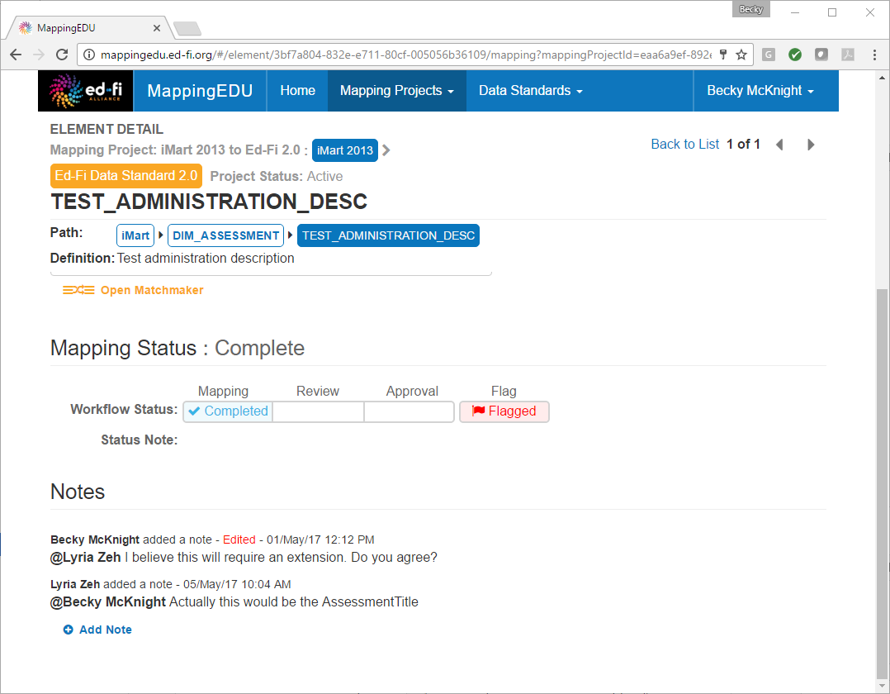 Becky
MappingEDU
mappingedu.ed-fi.org/#/element/3bf7a804-832e-e711-80cf-005056b36109/mapping?mappingProjectId=eaa6a9ef-892e
ed-fi ALLIANCE MappingEDU Home Mapping Projects Data Standards Becky McKnight
ELEMENT DETAIL
Mapping Project: iMart 2013 to Ed-Fi 2.0 : iMart 2013
Back to List 1 of 1
Ed-Fi Data Standard 2.0 Project Status: Active
TEST_ADMINISTRATION_DESC
Path: iMart DIM_ASSESSMENT TEST_ADMINISTRATION_DESC
Definition: Test administration description
Open Matchmaker
Mapping Status : Complete
Mapping Review Approval Flag
Workflow Status: Completed Flagged
Status Note:
Notes
Becky McKnight added a note - Edited - 01/May/17 12:12 PM
@Lyria Zeh I believe this will require an extension. Do you agree?
Lyria Zeh added a note - 05/May/17 10:04 AM
@Becky McKnight Actually this would be the AssessmentTitle
Add Note